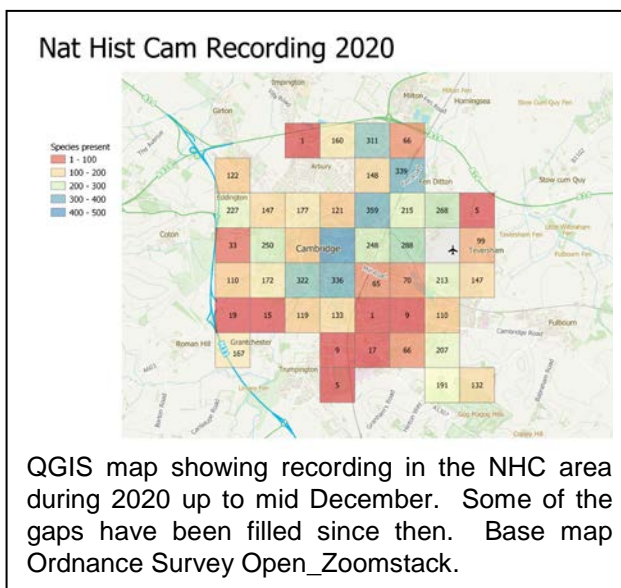 Nat Hist Cam Recording 2020
Impington
Milton
Horningsea
Girton
Species present
1 - 100
100 - 200
200 - 300
300 - 400
400 - 500
1 160 311 66
Arbury
122 148 339
Fen Ditton
Stow cum Quy
Eddington
227 147 177 121 359 215 268 5
Coton
33 250 Cambridge 248 288 99
Teversham
110 172 322 336 65 70 213 147
19 15 119 133 1 9 110
Fulbourn
Cambridge Road
Roman Hill
Grantchester
167 9 17 66 207
Trumpington
5 191 132
QGIS map showing recording in the NHC area
during 2020 up to mid December. Some of the
gaps have been filled since then. Base map
Ordnance Survey Open_Zoomstack.